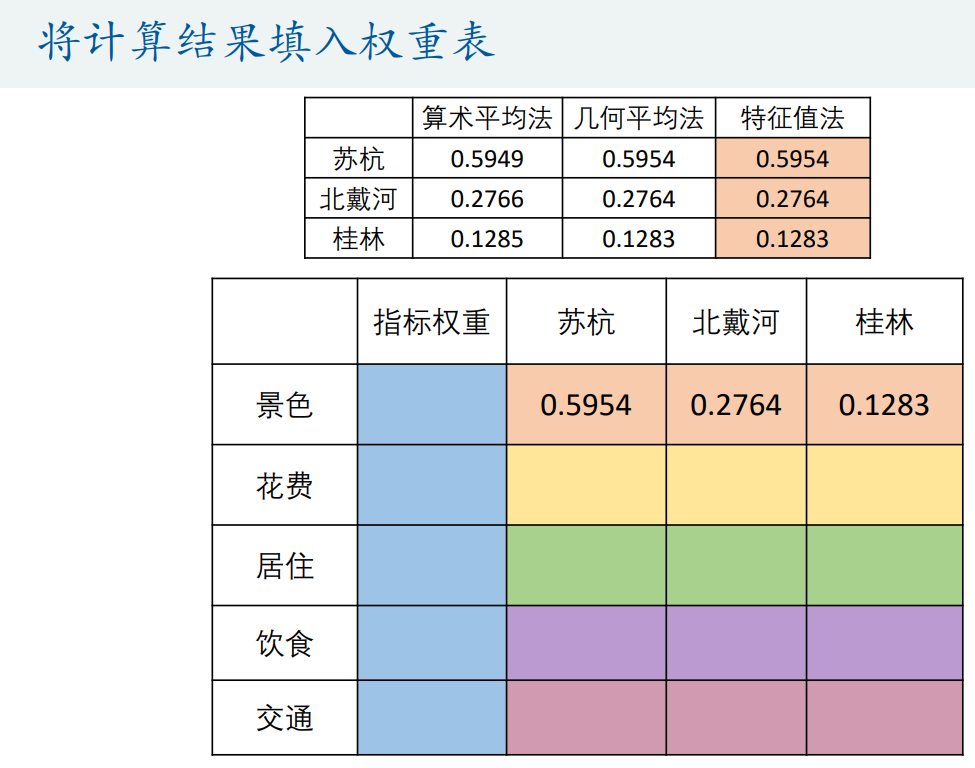 将计算结果填入权重表
算术平均法 几何平均法 特征值法
苏杭 0.5949 0.5954 0.5954
北戴河 0.2766 0.2764 0.2764
桂林 0.1285 0.1283 0.1283
指标权重 苏杭 北戴河 桂林
景色 0.5954 0.2764 0.1283
花费
居住
饮食
交通